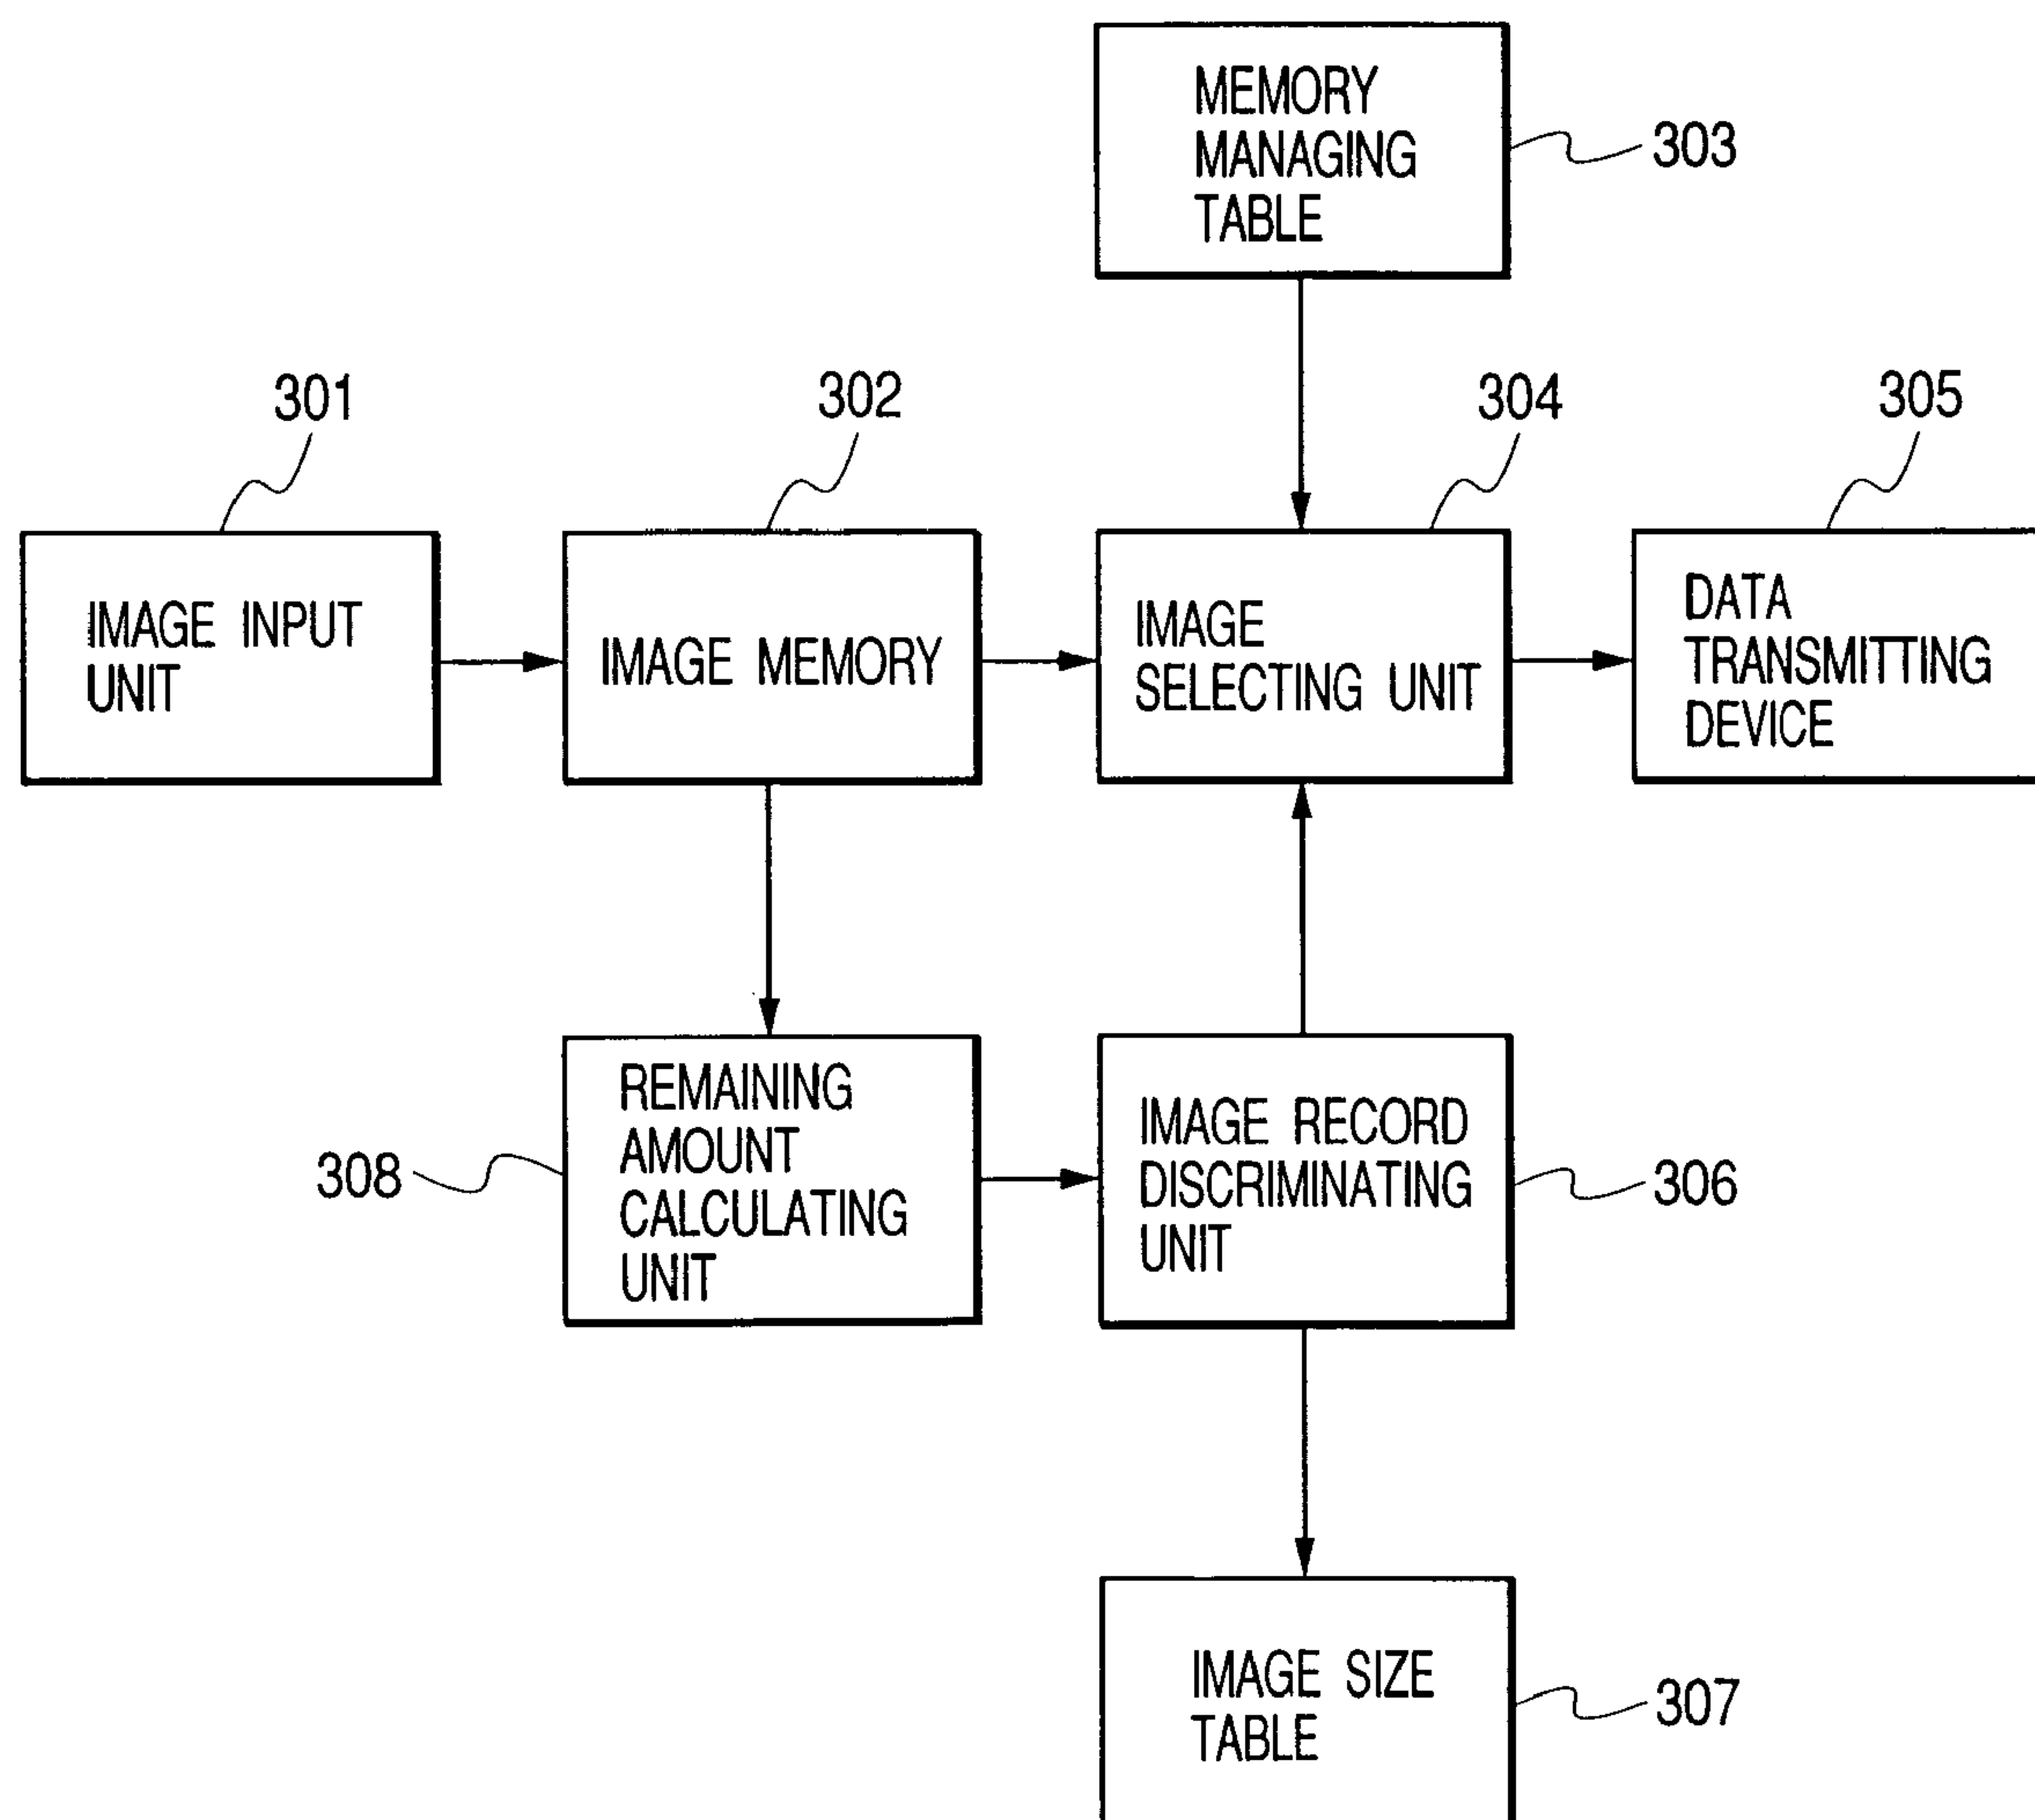 MEMORY
MANAGING
TABLE
303
301
302
304
305
IMAGE INPUT
UNIT
IMAGE MEMORY
IMAGE
SELECTING UNIT
DATA
TRANSMITTING
DEVICE
REMAINING
AMOUNT
CALCULATING
UNIT
308
IMAGE RECORD
DISCRIMINATING
UNIT
306
IMAGE SIZE
TABLE
307